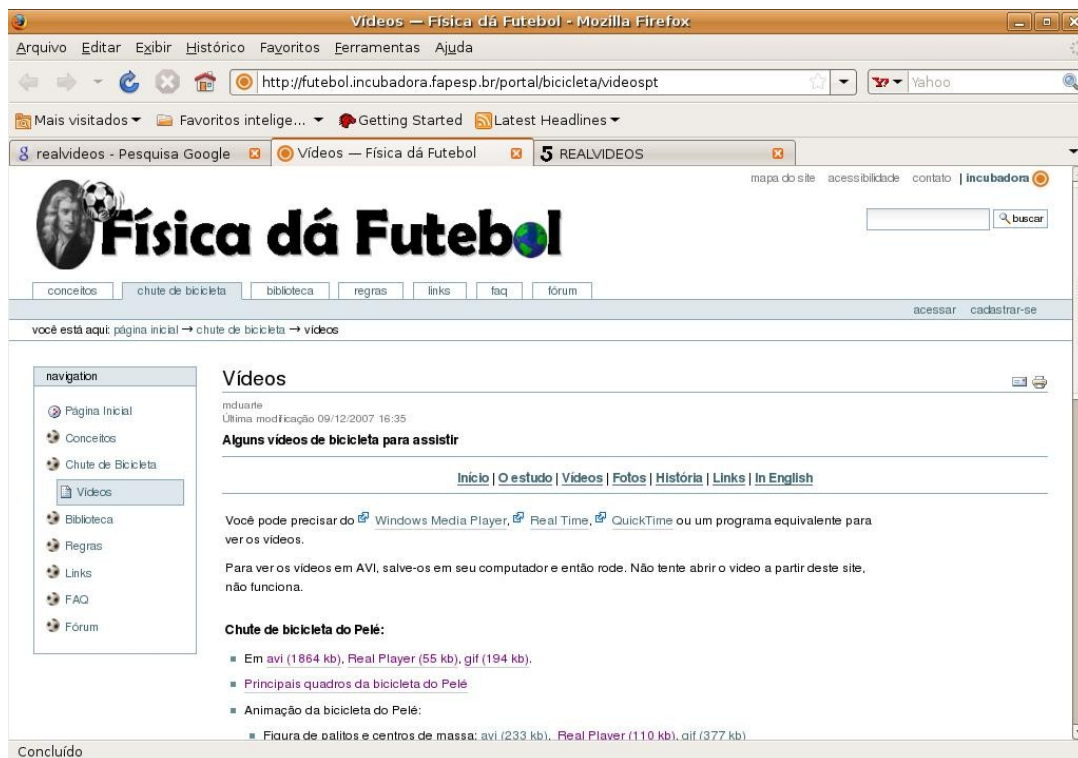 Vídeos — Física dá Futebol - Mozilla Firefox
Arquivo Editar Exibir Histórico Favoritos Ferramentas Ajuda
http://futebol.incubadora.fapesp.br/portal/bicicleta/videospt Yahoo
Mais visitados Favoritos intelige... Getting Started Latest Headlines
realvideos - Pesquisa Google Vídeos — Física dá Futebol 5 REALVIDEOS
mapa do site acessibilidade contato | incubadora
Física dá Futebol
buscar
conceitos chute de bicicleta biblioteca regras links faq fórum
acessar cadastrar-se
você está aqui: página inicial → chute de bicicleta → vídeos
navigation
Página Inicial
Conceitos
Chute de Bicicleta
Vídeos
Biblioteca
Regras
Links
FAQ
Fórum
Vídeos
mduarte
Última modificação 09/12/2007 16:35
Alguns vídeos de bicicleta para assistir
Início | O estudo | Vídeos | Fotos | História | Links | In English
Você pode precisar do Windows Media Player, Real Time, QuickTime ou um programa equivalente para
ver os vídeos.
Para ver os vídeos em AVI, salve-os em seu computador e então rode. Não tente abrir o video a partir deste site,
não funciona.
Chute de bicicleta do Pelé:
Em avi (1864 kb), Real Player (55 kb), gif (194 kb).
Principais quadros da bicicleta do Pelé
Animação da bicicleta do Pelé:
Figura de palitos e centros de massa: avi (233 kb), Real Player (110 kb), gif (377 kb)
Concluído